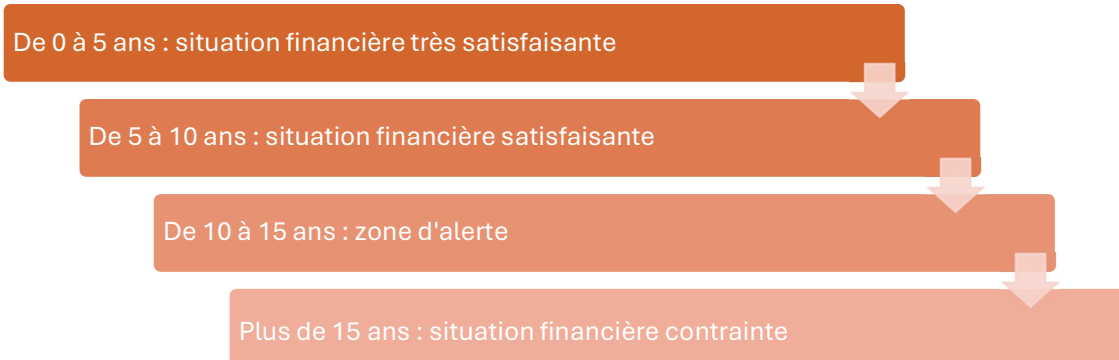 De 0 à 5 ans : situation financière très satisfaisante
De 5 à 10 ans : situation financière satisfaisante
De 10 à 15 ans : zone d'alerte
Plus de 15 ans : situation financière contrainte